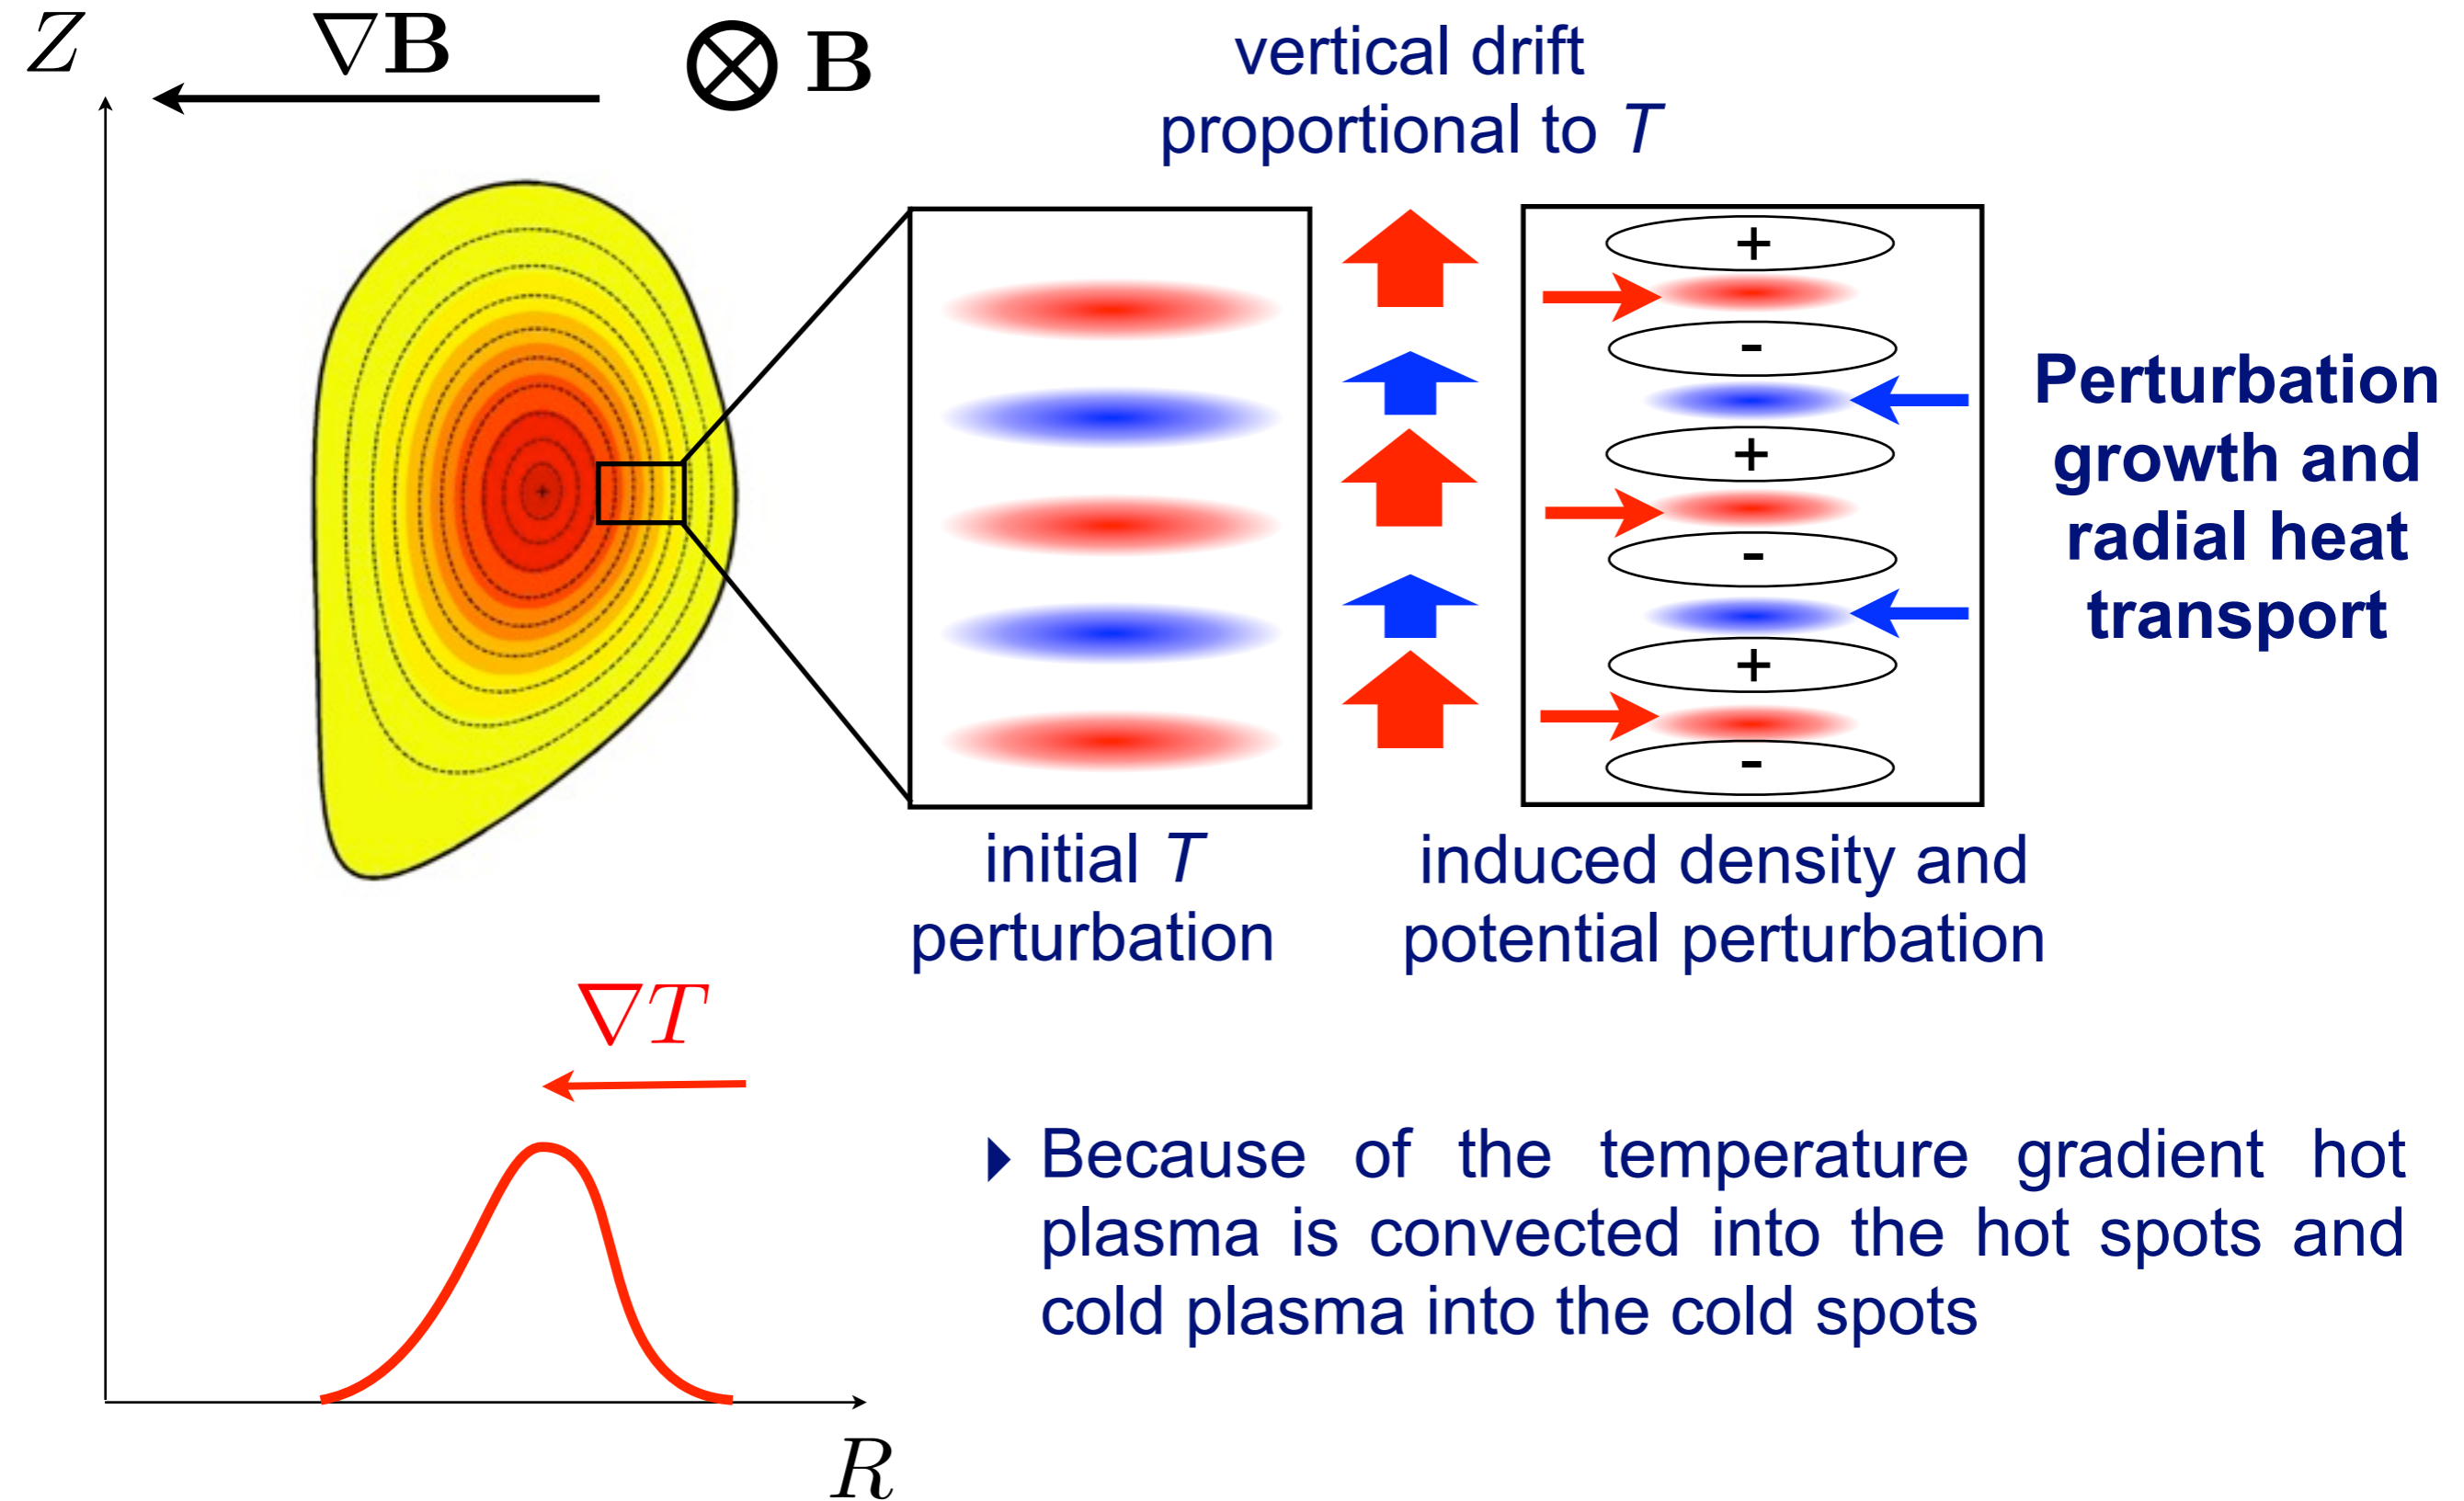 Z
∇B
⊗ B
vertical drift
proportional to T
+
-
+
-
+
-
Perturbation
growth and
radial heat
transport
initial T
perturbation
induced density and
potential perturbation
∇T
Because of the temperature gradient hot
plasma is convected into the hot spots and
cold plasma into the cold spots
R